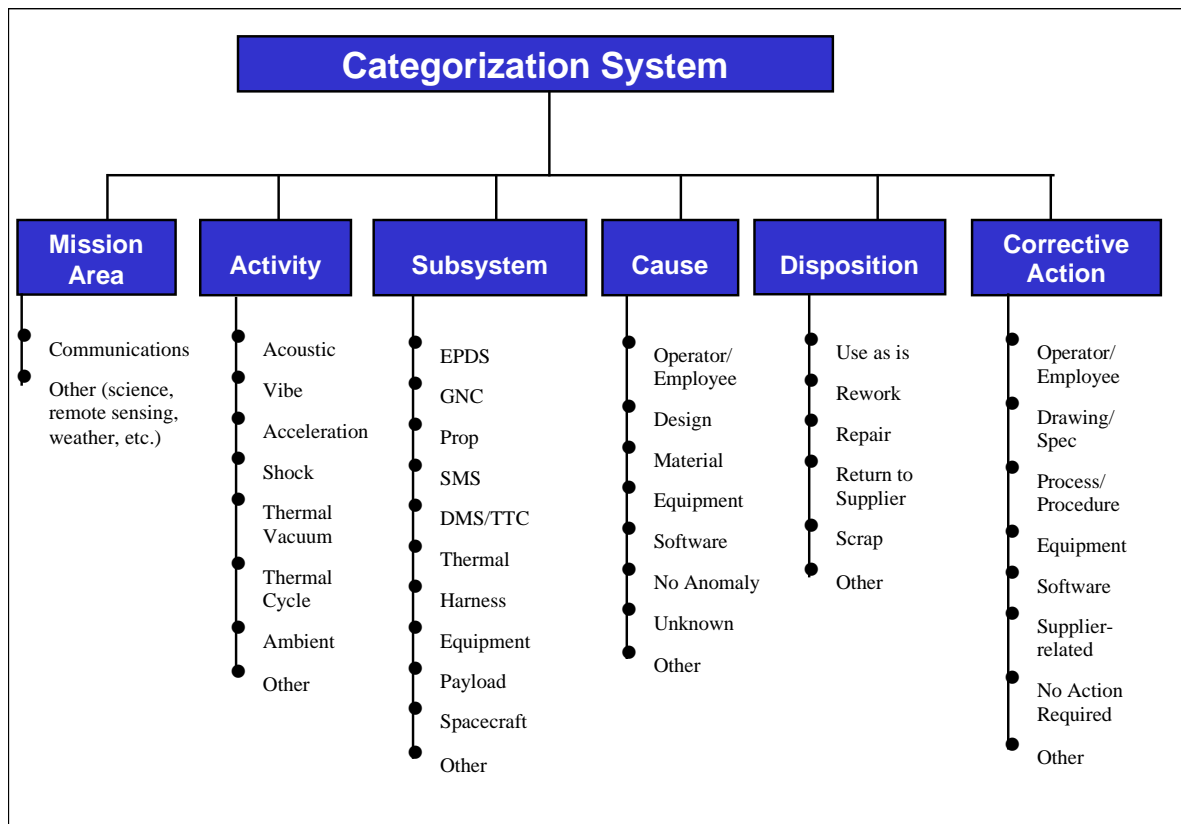 Categorization System
Mission
Area
Activity
Subsystem
Cause
Disposition
Corrective
Action
Communications
Other (science,
remote sensing,
weather, etc.)
Acoustic
Vibe
Acceleration
Shock
Thermal
Vacuum
Thermal
Cycle
Ambient
Other
EPDS
GNC
Prop
SMS
DMS/TTC
Thermal
Harness
Equipment
Payload
Spacecraft
Other
Operator/
Employee
Design
Material
Equipment
Software
No Anomaly
Unknown
Other
Use as is
Rework
Repair
Return to
Supplier
Scrap
Other
Operator/
Employee
Drawing/
Spec
Process/
Procedure
Equipment
Software
Supplier-
related
No Action
Required
Other